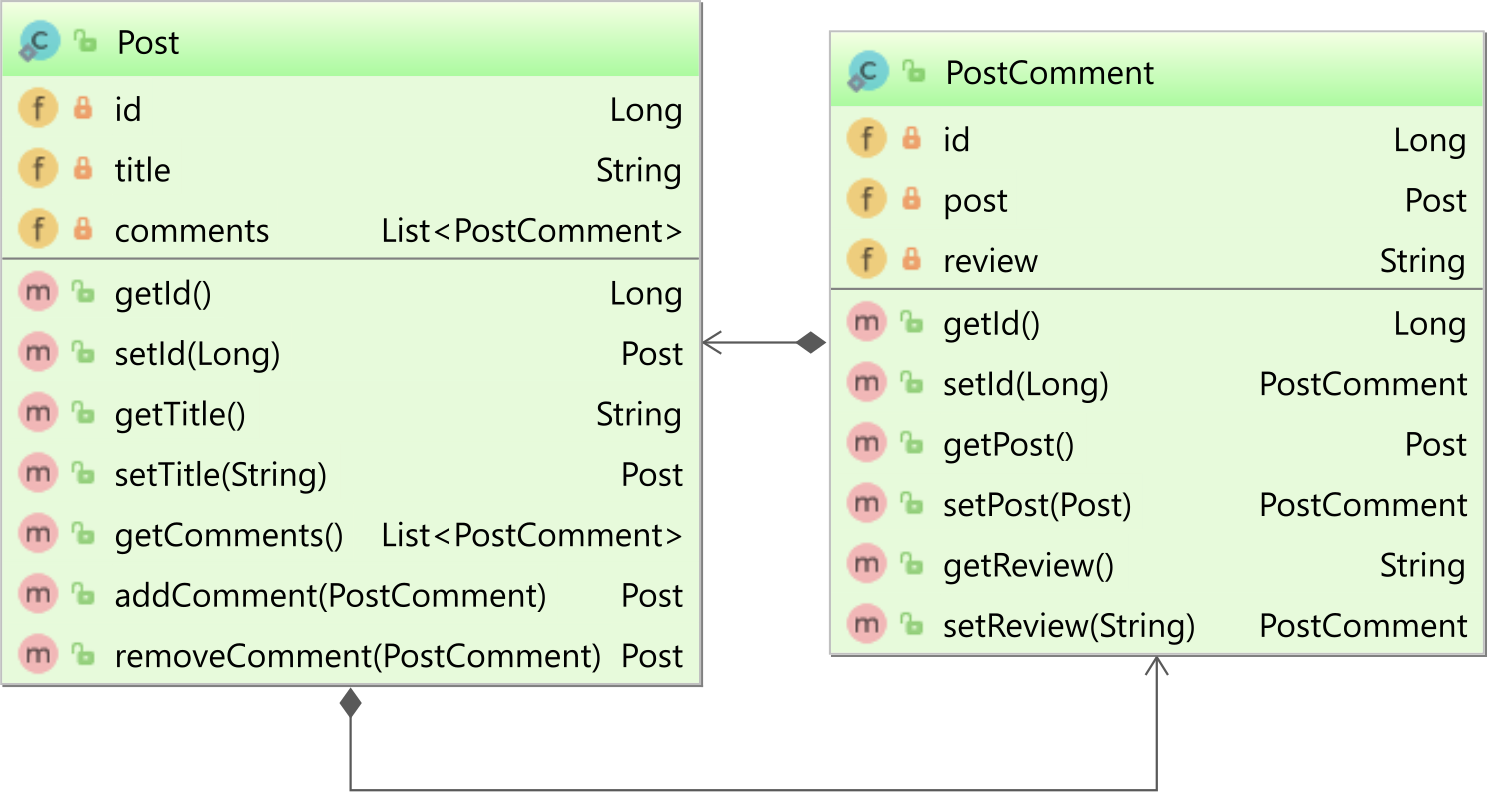 Post
id Long
title String
comments List<PostComment>
getId() Long
setId(Long) Post
getTitle() String
setTitle(String) Post
getComments() List<PostComment>
addComment(PostComment) Post
removeComment(PostComment) Post
PostComment
id Long
post Post
review String
getId() Long
setId(Long) PostComment
getPost() Post
setPost(Post) PostComment
getReview() String
setReview(String) PostComment